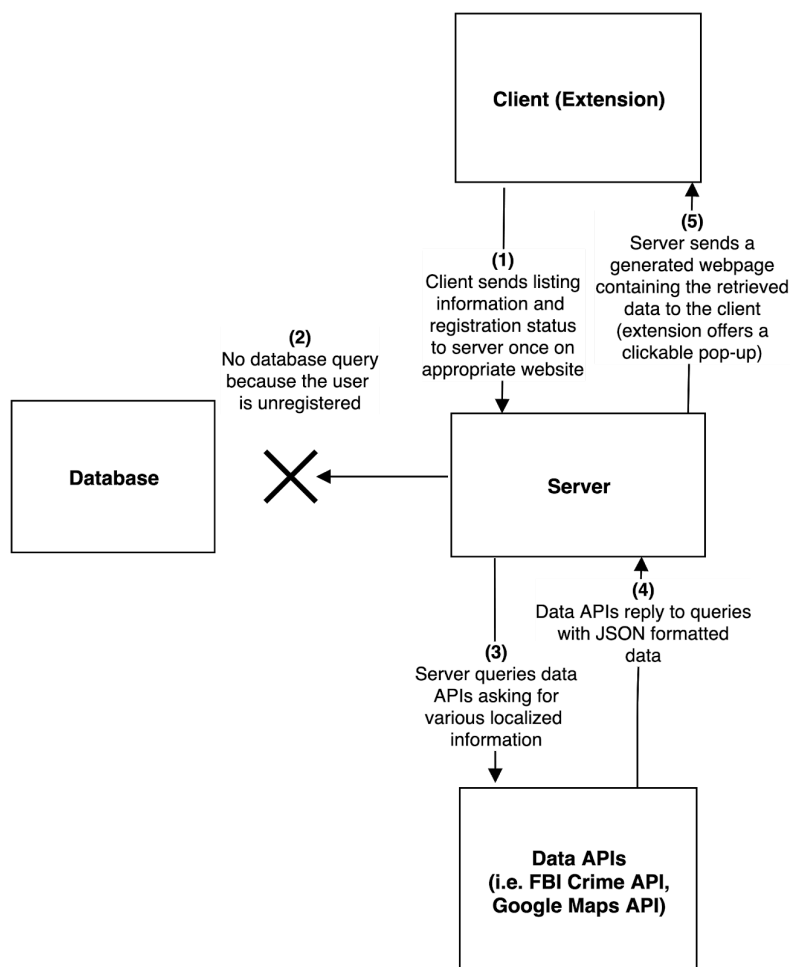 Client (Extension)
(1)
Client sends listing
information and
registration status
to server once on
appropriate website
(5)
Server sends a
generated webpage
containing the retrieved
data to the client
(extension offers a
clickable pop-up)
(2)
No database query
because the user
is unregistered
Database
Server
(3)
Server queries data
APIs asking for
various localized
information
(4)
Data APIs reply to queries
with JSON formatted
data
Data APIs
(i.e. FBI Crime API,
Google Maps API)